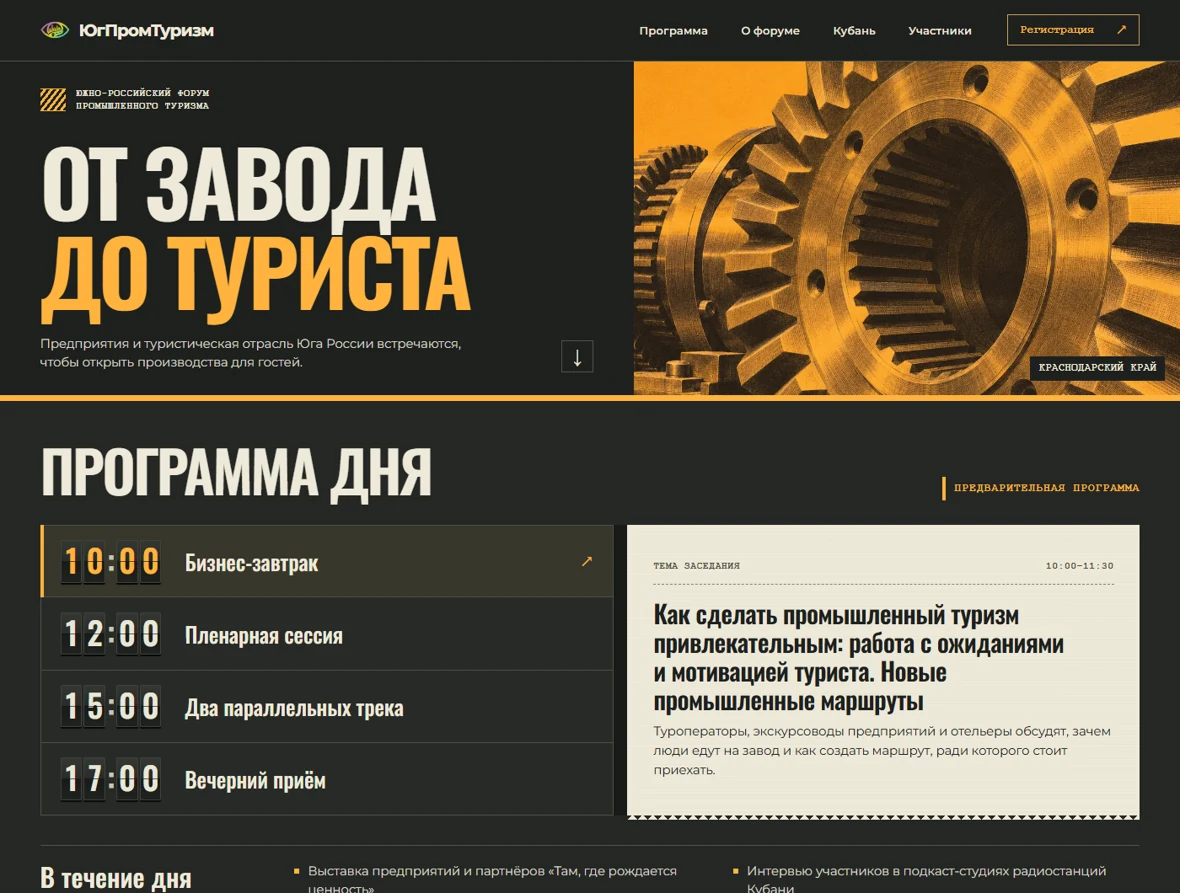 ЮгПромТуризм
Программа
О форуме
Кубань
Участники
Регистрация ↗
ЮЖНО-РОССИЙСКИЙ ФОРУМ
ПРОМЫШЛЕННОГО ТУРИЗМА
ОТ ЗАВОДА
ДО ТУРИСТА
Предприятия и туристическая отрасль Юга России встречаются,
чтобы открыть производства для гостей.
↓
КРАСНОДАРСКИЙ КРАЙ
ПРОГРАММА ДНЯ
ПРЕДВАРИТЕЛЬНАЯ ПРОГРАММА
10:00 Бизнес-завтрак ↗
12:00 Пленарная сессия
15:00 Два параллельных трека
17:00 Вечерний приём
ТЕМА ЗАСЕДАНИЯ
10:00–11:30
Как сделать промышленный туризм
привлекательным: работа с ожиданиями
и мотивацией туриста. Новые
промышленные маршруты
Туроператоры, экскурсоводы предприятий и отельеры обсудят, зачем
люди едут на завод и как создать маршрут, ради которого стоит
приехать.
В течение дня
Выставка предприятий и партнёров «Там, где рождается
ценность»
Интервью участников в подкаст-студиях радиостанций
Кубани